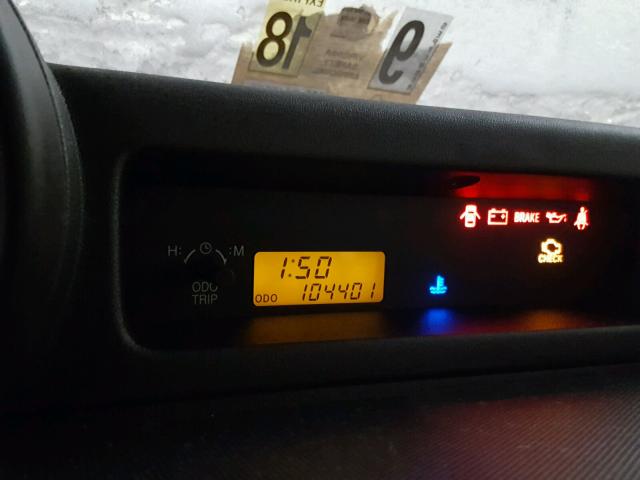 18
9
H: :M
ODO
TRIP
1:50
ODO 104401
BRAKE
CHECK